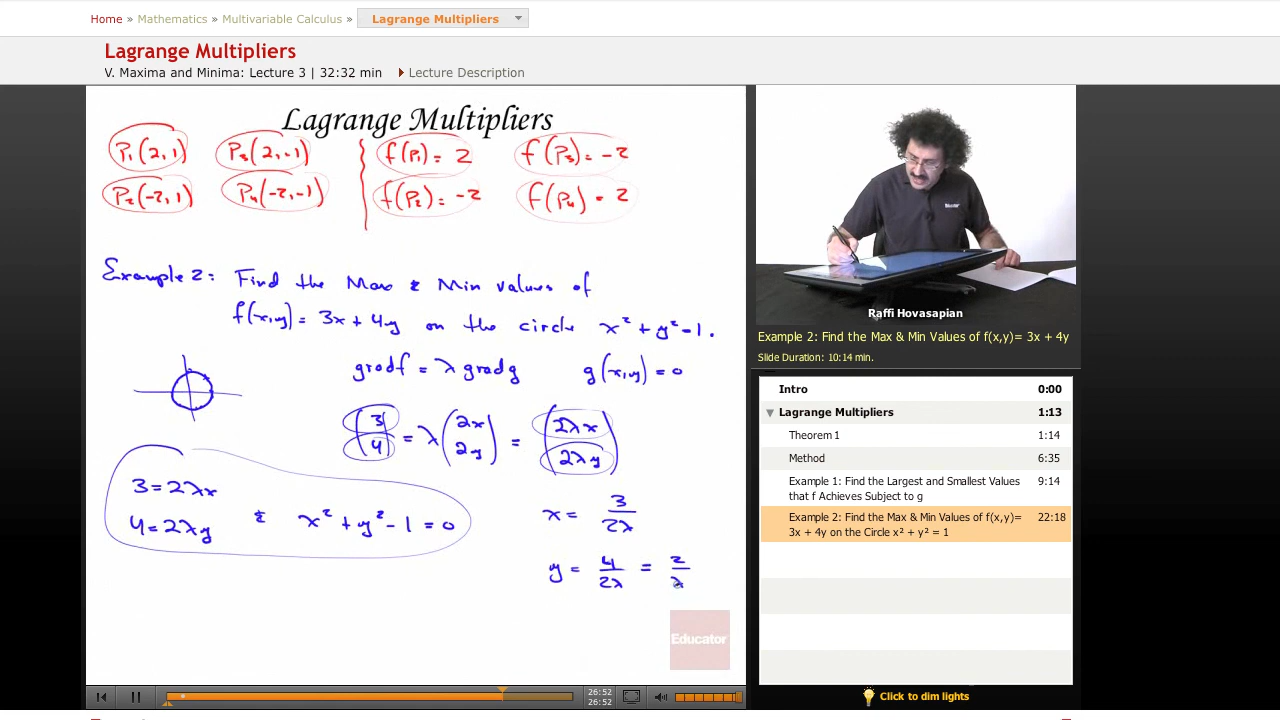 Home » Mathematics » Multivariable Calculus » Lagrange Multipliers
Lagrange Multipliers
V. Maxima and Minima: Lecture 3 | 32:32 min Lecture Description
Lagrange Multipliers
P₁(2,1) P₃(2,-1) f(P₁) = 2 f(P₃) = -2
P₂(-2,1) P₄(-2,-1) f(P₂) = -2 f(P₄) = 2
Example 2: Find the Max & Min values of
f(x,y) = 3x + 4y on the circle x² + y² - 1.
gradf = λ gradg g(x,y) = 0
(3 4) = λ (2x 2y) = (2λx 2λy)
3 = 2λx
4 = 2λy & x² + y² - 1 = 0
x = 3/2λ
y = 4/2λ = 2/λ
Educator
26:52
26:52
Educator
Raffi Hovasapian
Example 2: Find the Max & Min Values of f(x,y)= 3x + 4y
Slide Duration: 10:14 min.
Intro 0:00
Lagrange Multipliers 1:13
Theorem 1 1:14
Method 6:35
Example 1: Find the Largest and Smallest Values
that f Achieves Subject to g 9:14
Example 2: Find the Max & Min Values of f(x,y)= 22:18
3x + 4y on the Circle x² + y² = 1
Click to dim lights